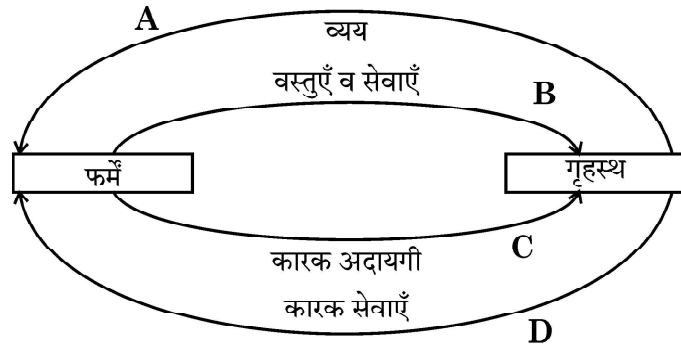 A
व्यय
वस्तुएँ व सेवाएँ
B
फर्में
गृहस्थ
C
कारक अदायगी
कारक सेवाएँ
D